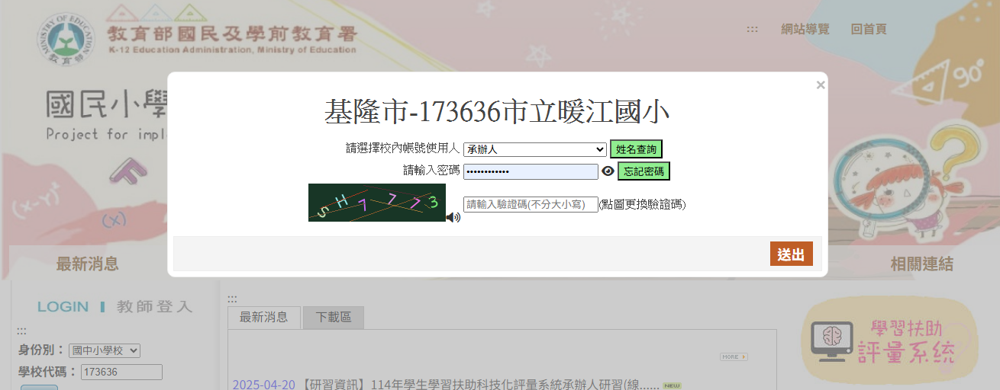 MINISTRY OF EDUCATION
教育部
教育部國民及學前教育署
K-12 Education Administration, Ministry of Education
::: 網站導覽 回首頁
90°
國民小學
Project for impl
×
基隆市-173636市立暖江國小
請選擇校內帳號使用人 承辦人 姓名查詢
請輸入密碼 •••••••••••• 忘記密碼
5H7773 請輸入驗證碼(不分大小寫) (點圖更換驗證碼)
送出
(x-y)
(x)
最新消息 相關連結
LOGIN 教師登入
:::
身份別： 國中小學校
學校代碼： 173636
:::
最新消息 下載區
MORE
2025-04-20 【研習資訊】114年學生學習扶助科技化評量系統承辦人研習(線...... NEW
學習扶助
評量系統